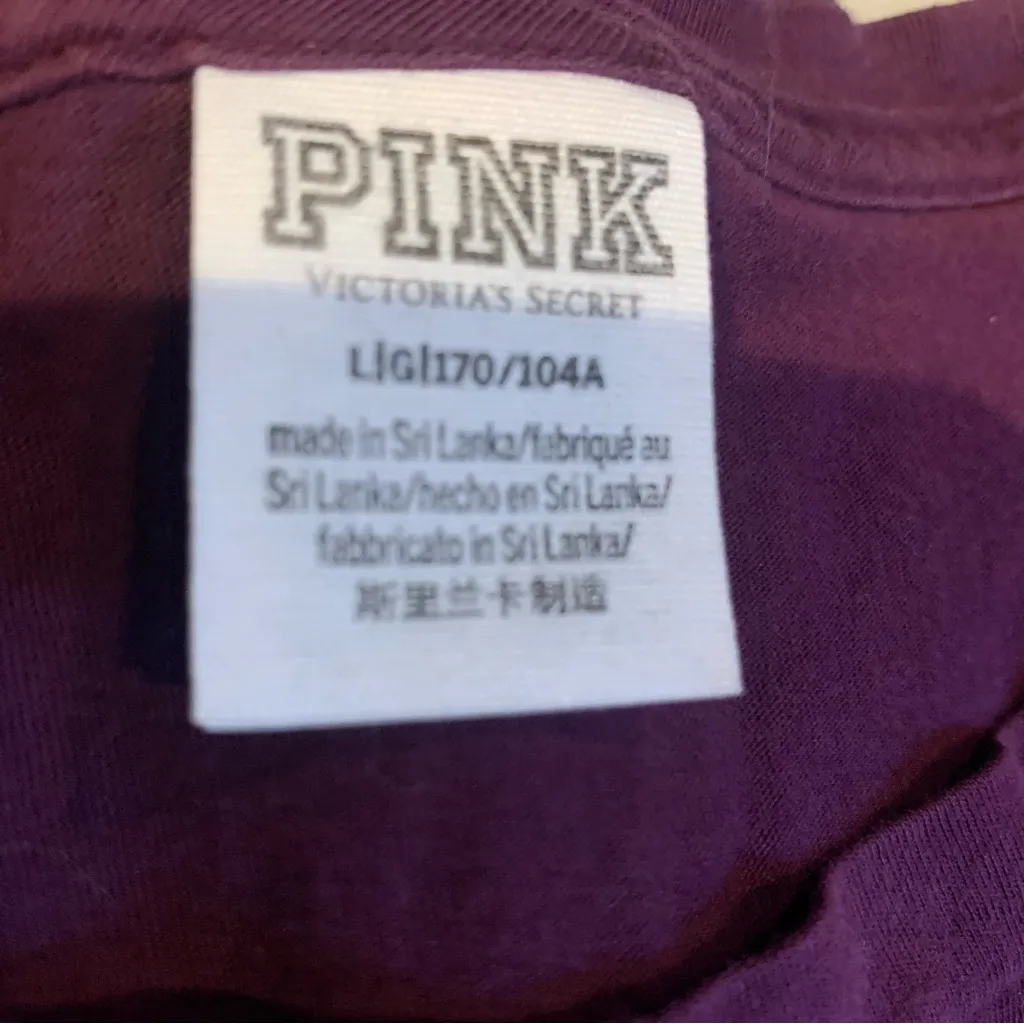 PINK
VICTORIA'S SECRET
L|G|170/104A
made in Sri Lanka/fabriqué au
Sri Lanka/hecho en Sri Lanka/
fabbricato in Sri Lanka/
斯里兰卡制造